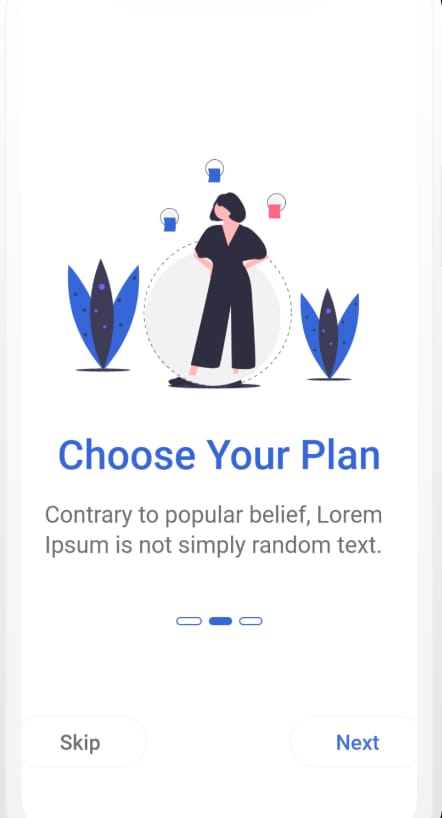 Choose Your Plan
Contrary to popular belief, Lorem
Ipsum is not simply random text.
Skip
Next